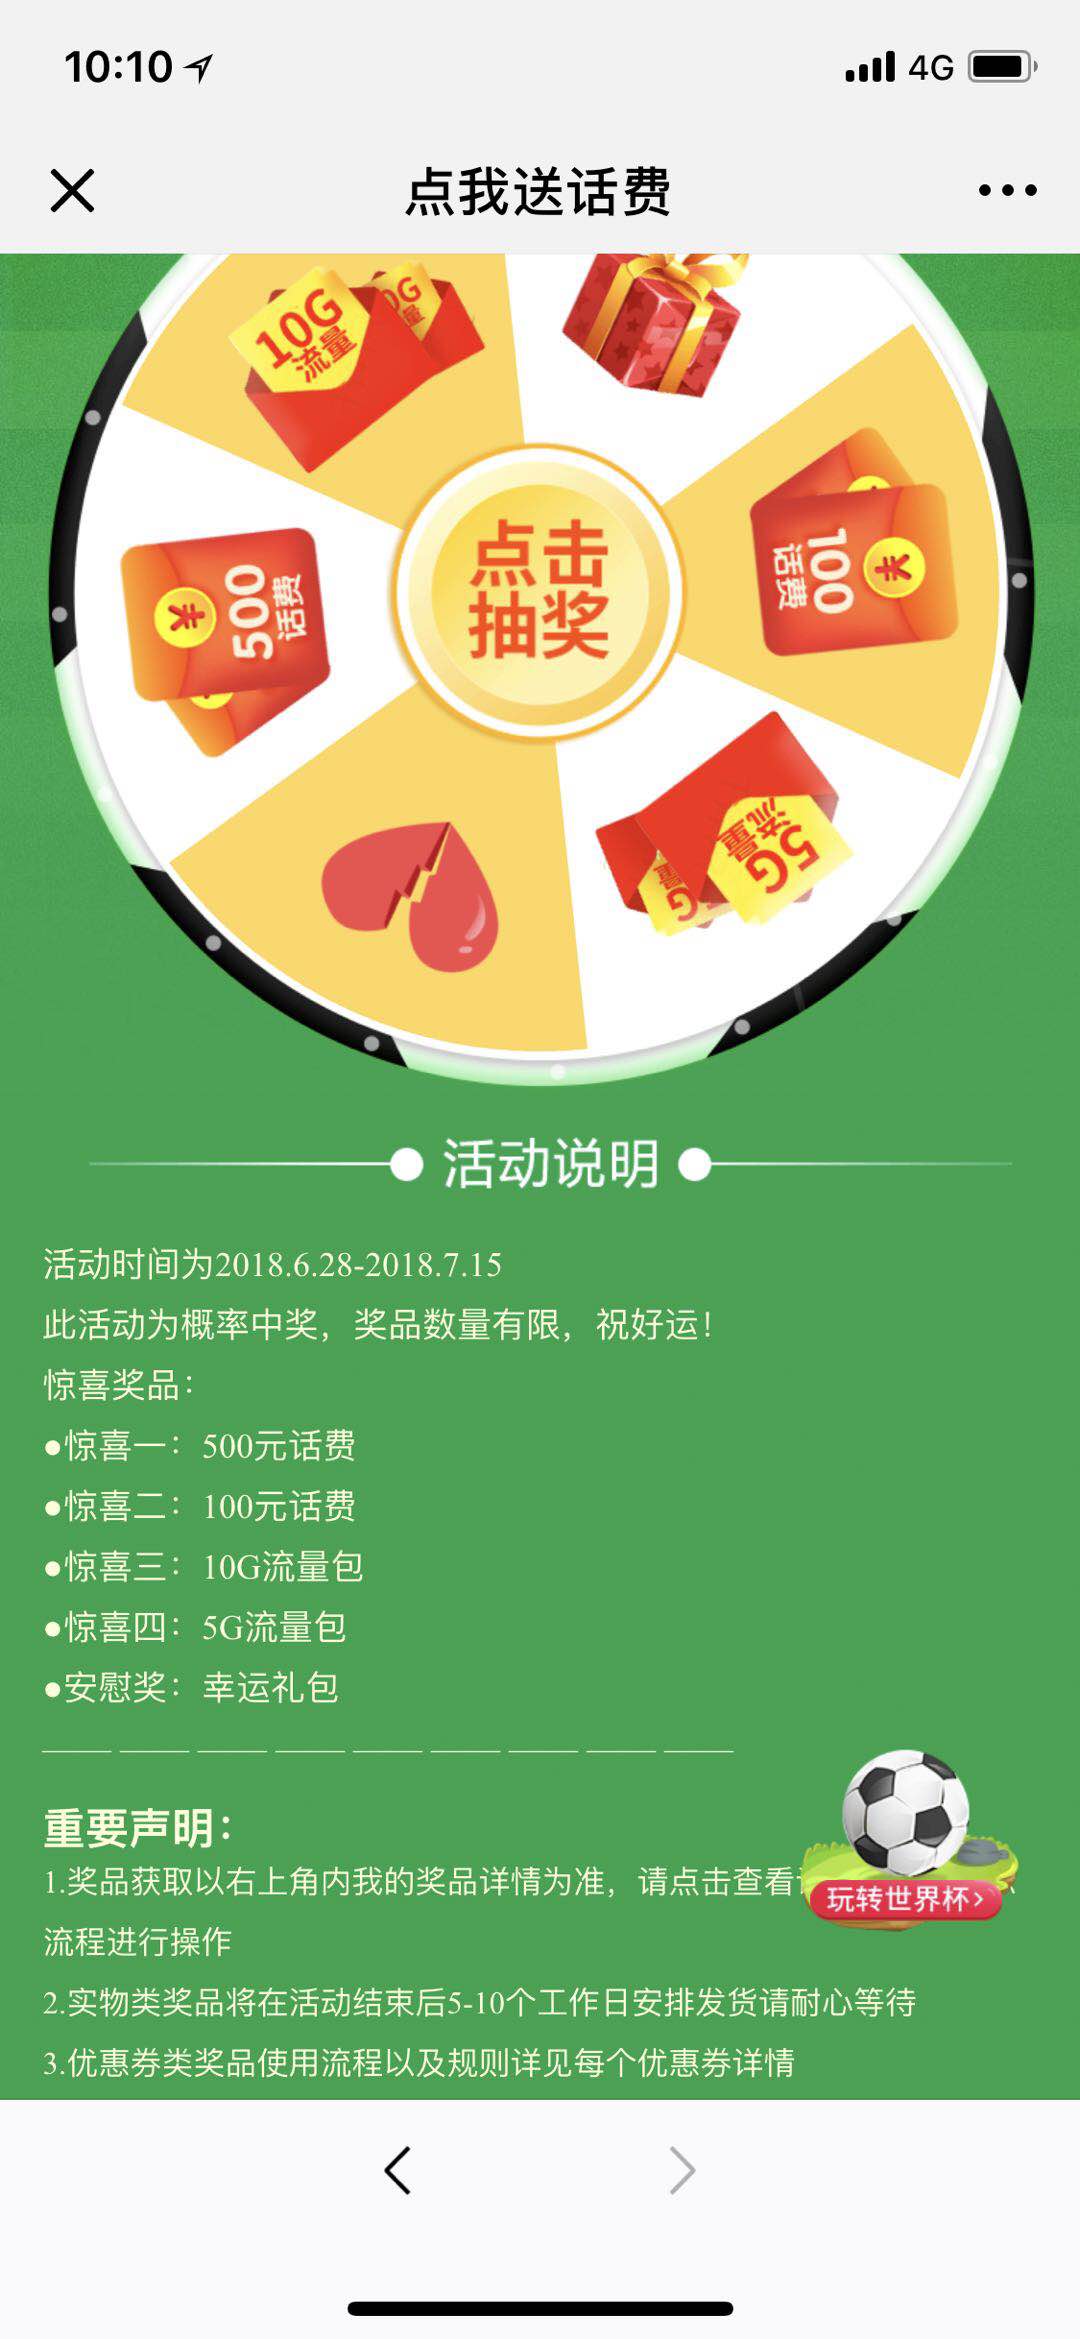 10:10
4G
点我送话费
10G
流量
0G
量
100
话费
500
话费
点击
抽奖
5G
流量
G
流量
活动说明
活动时间为2018.6.28-2018.7.15
此活动为概率中奖，奖品数量有限，祝好运！
惊喜奖品：
●惊喜一：500元话费
●惊喜二：100元话费
●惊喜三：10G流量包
●惊喜四：5G流量包
●安慰奖：幸运礼包
重要声明：
1.奖品获取以右上角内我的奖品详情为准，请点击查看
玩转世界杯>
流程进行操作
2.实物类奖品将在活动结束后5-10个工作日安排发货请耐心等待
3.优惠券类奖品使用流程以及规则详见每个优惠券详情